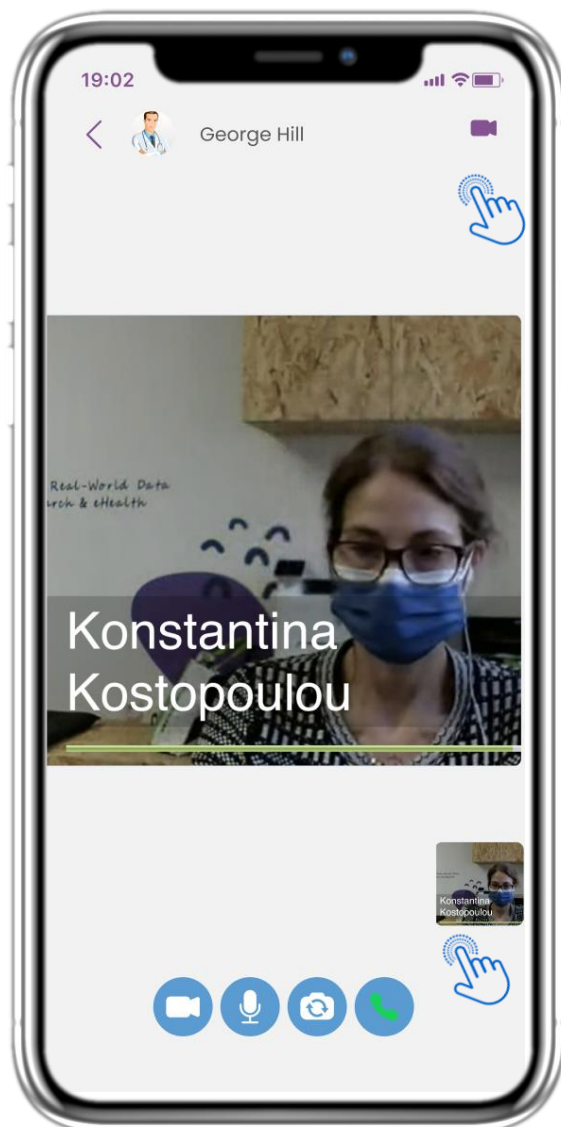 19:02
George Hill
Real-World Data
rch & eHealth
Konstantina
Kostopoulou
Konstantina
Kostopoulou